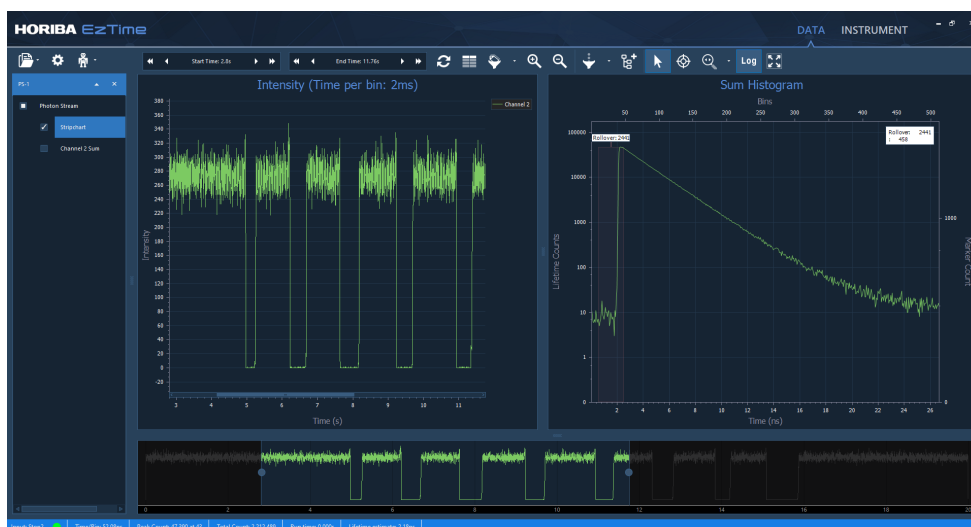 HORIBA EzTime
DATA INSTRUMENT
Start Time: 2.8s
End Time: 11.76s
Log
PS-1
Photon Stream
Stripchart
Channel 2 Sum
Intensity (Time per bin: 2ms)
Channel 2
Intensity
380
360
340
320
300
280
260
240
220
200
180
160
140
120
100
80
60
40
20
0
-20
3 4 5 6 7 8 9 10 11
Time (s)
Sum Histogram
Bins
50 100 150 200 250 300 350 400 450 500
Rollover: 2441
Rollover: 2441
: 458
Lifetime Counts
100000
10000
1000
100
10
1
0
1000
0
Marker Count
2 4 6 8 10 12 14 16 18 20 22 24 26
Time (ns)
0 2 4 6 8 10 12 14 16 18 20